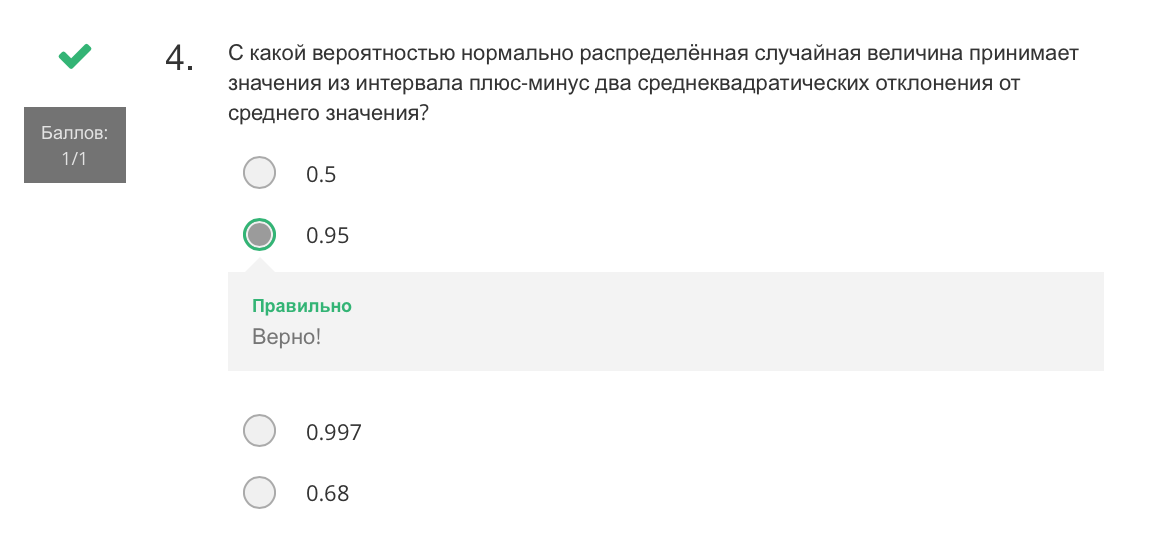 4.
С какой вероятностью нормально распределённая случайная величина принимает
значения из интервала плюс-минус два среднеквадратических отклонения от
среднего значения?
Баллов:
1/1
0.5
0.95
Правильно
Верно!
0.997
0.68